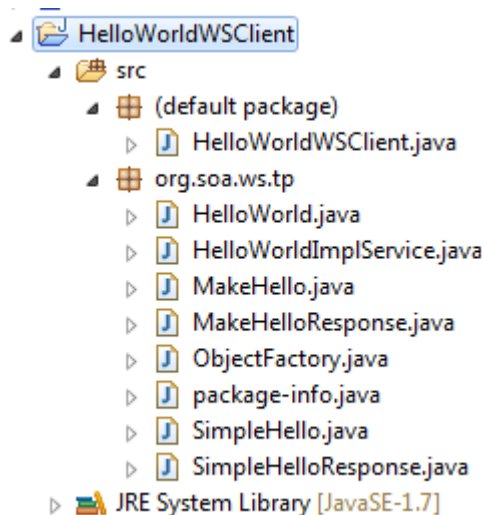 HelloWorldWSClient
src
(default package)
HelloWorldWSClient.java
org.soa.ws.tp
HelloWorld.java
HelloWorldImplService.java
MakeHello.java
MakeHelloResponse.java
ObjectFactory.java
package-info.java
SimpleHello.java
SimpleHelloResponse.java
JRE System Library [JavaSE-1.7]